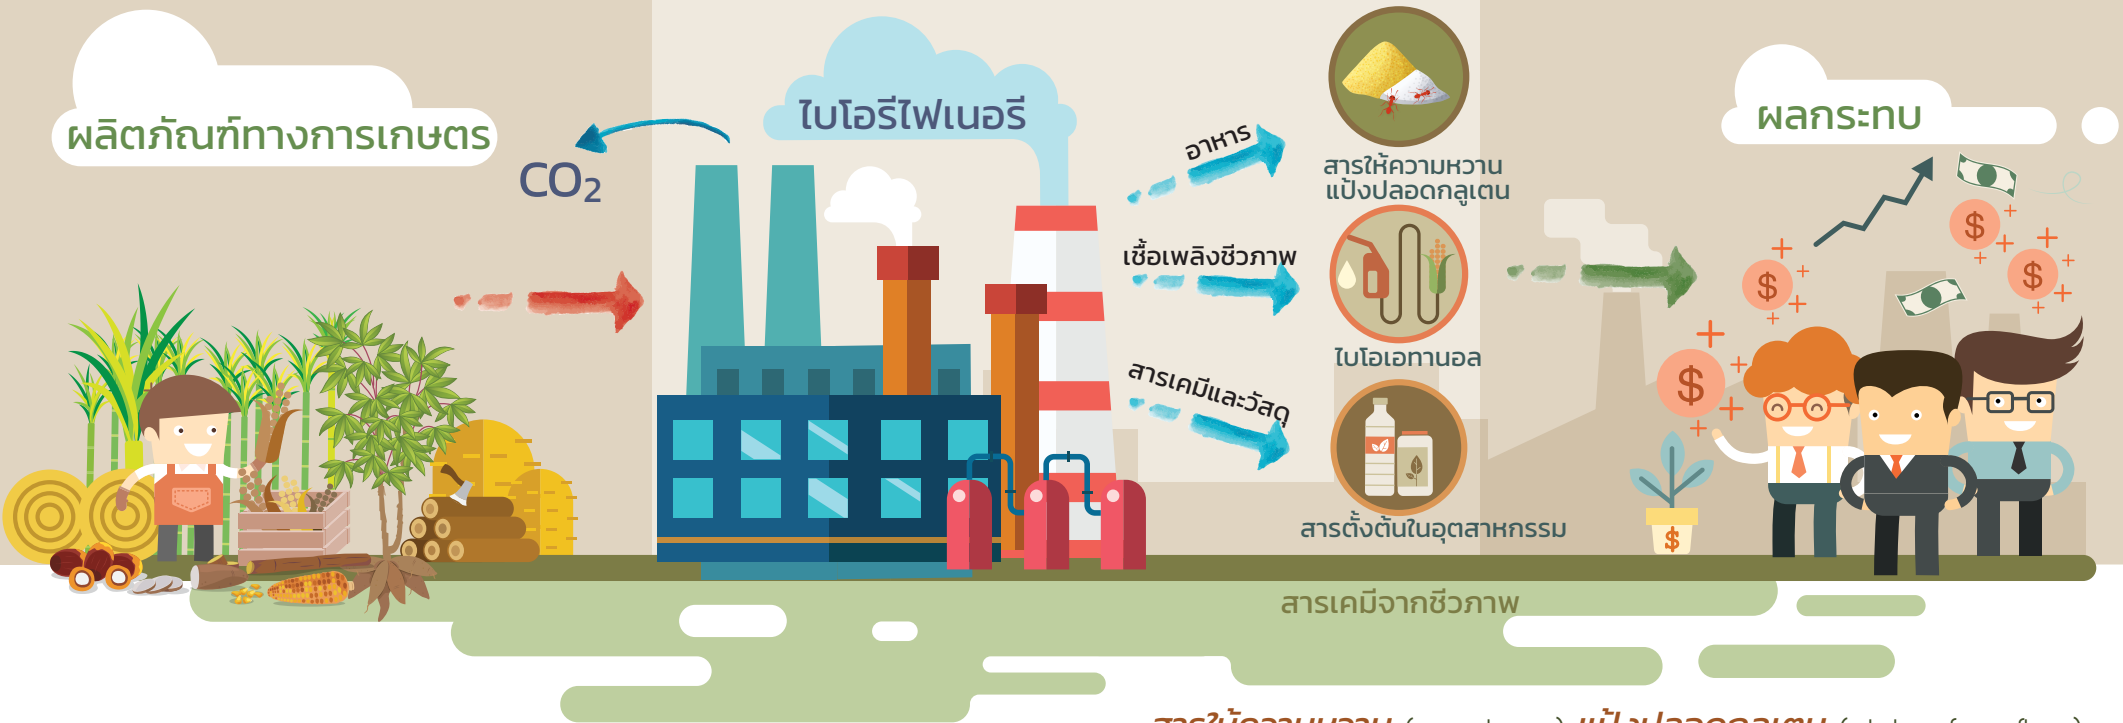 ผลิตภัณฑ์ทางการเกษตร
CO₂
ไบโอรีไฟเนอรี
อาหาร
สารให้ความหวาน
แป้งปลอดกลูเตน
เชื้อเพลิงชีวภาพ
ไบโอเอทานอล
สารเคมีและวัสดุ
สารตั้งต้นในอุตสาหกรรม
สารเคมีจากชีวภาพ
ผลกระทบ
$
$
$
$
$